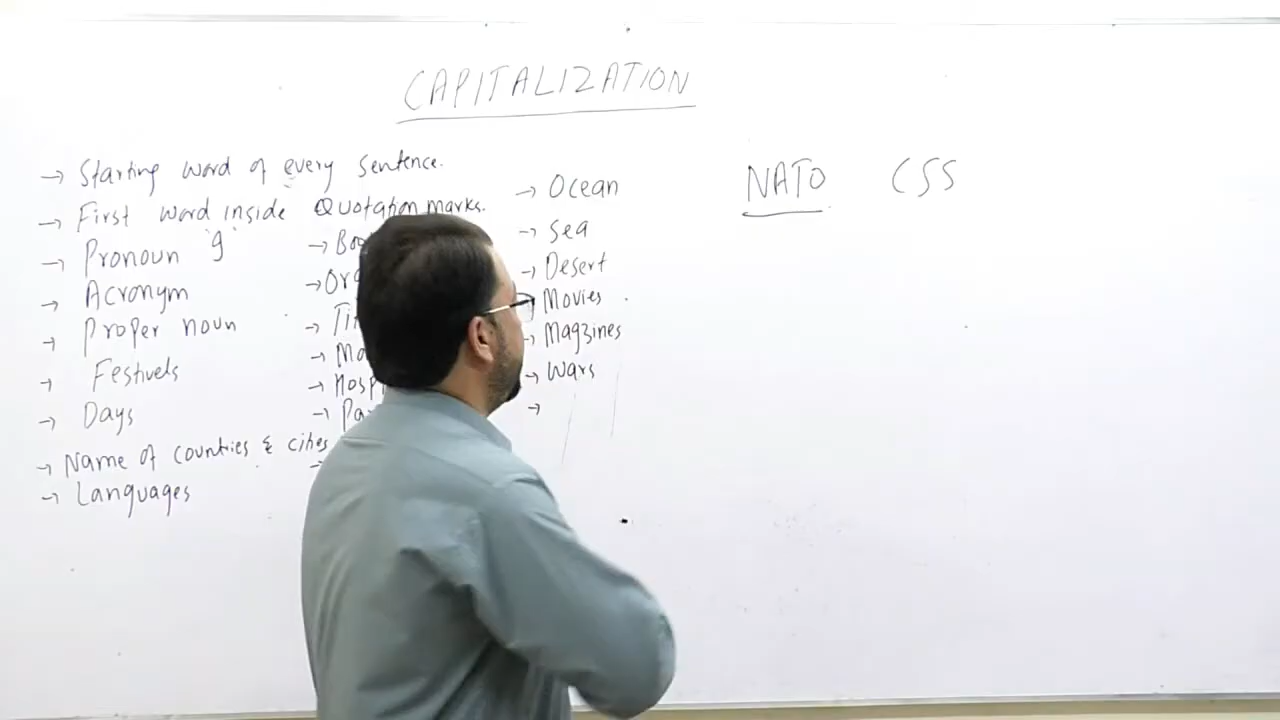 CAPITALIZATION
→ Starting word of every sentence.
→ First word inside Quotation marks.
→ Pronoun I
→ Acronym
→ Proper noun
→ Festivels
→ Days
→ Name of countries & cities
→ Languages
→ Ocean
→ Sea
→ Desert
Movies
Magzines
→ Wars
→
NATO CSS